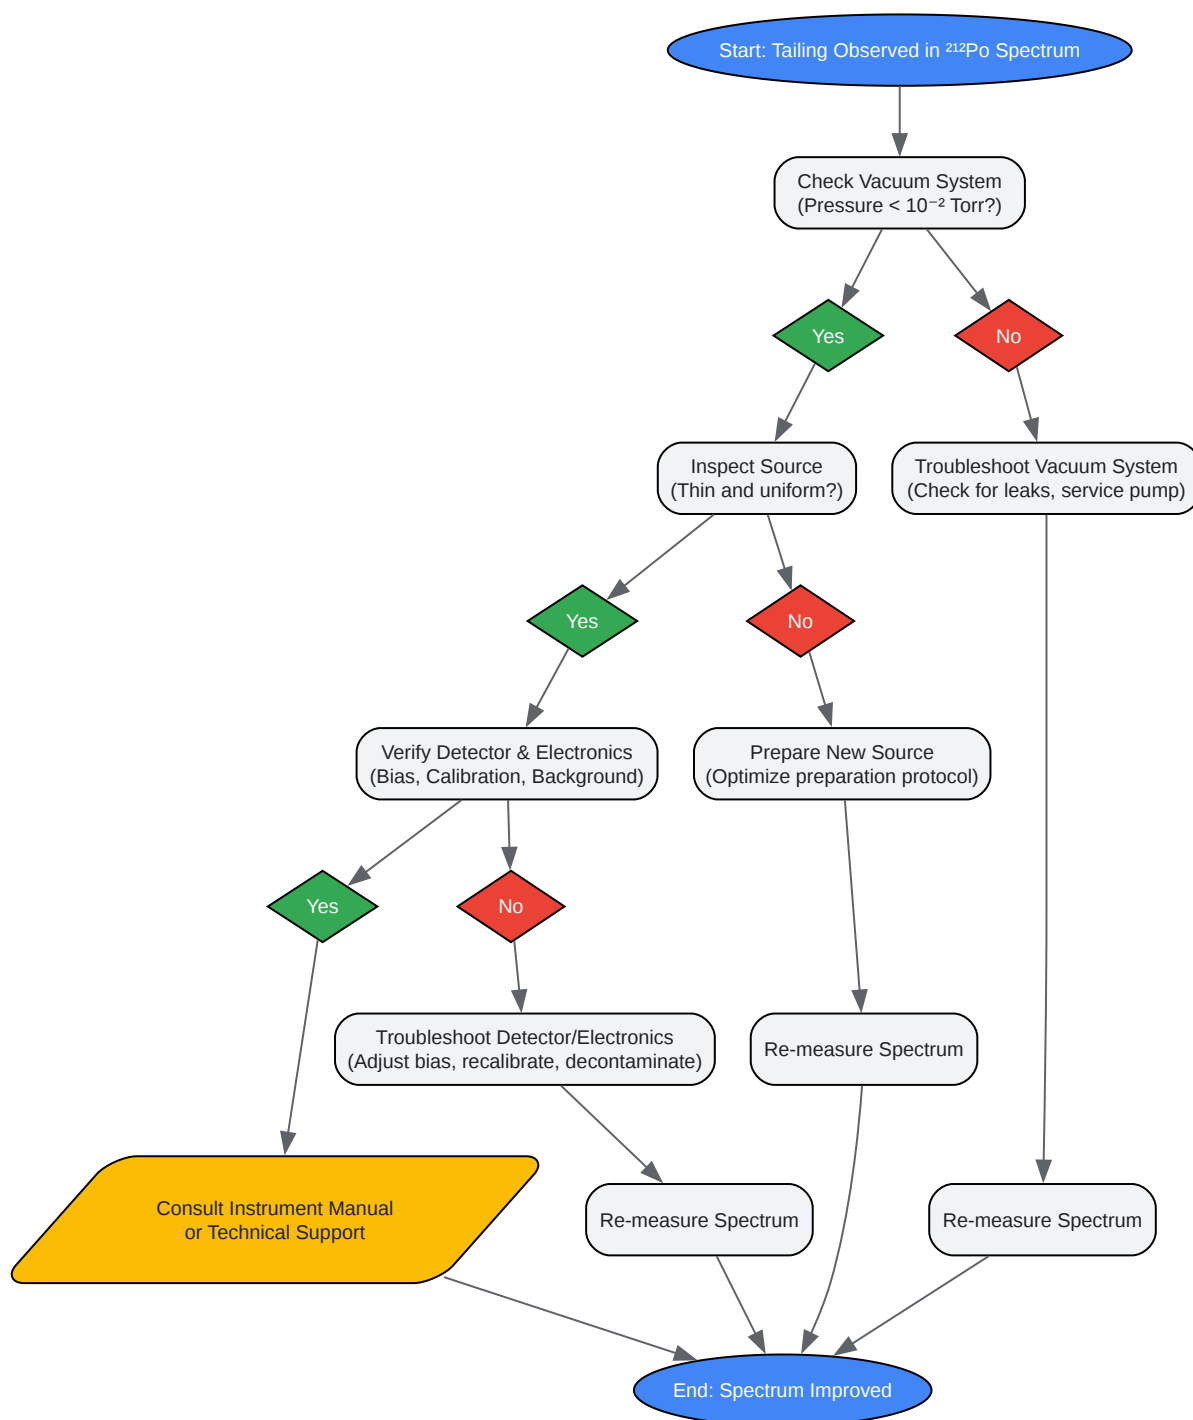 Start: Tailing Observed in ²¹²Po Spectrum
Check Vacuum System
(Pressure < 10⁻² Torr?)
Yes
No
Inspect Source
(Thin and uniform?)
Troubleshoot Vacuum System
(Check for leaks, service pump)
Yes
No
Verify Detector & Electronics
(Bias, Calibration, Background)
Prepare New Source
(Optimize preparation protocol)
Yes
No
Troubleshoot Detector/Electronics
(Adjust bias, recalibrate, decontaminate)
Re-measure Spectrum
Consult Instrument Manual
or Technical Support
Re-measure Spectrum
Re-measure Spectrum
End: Spectrum Improved